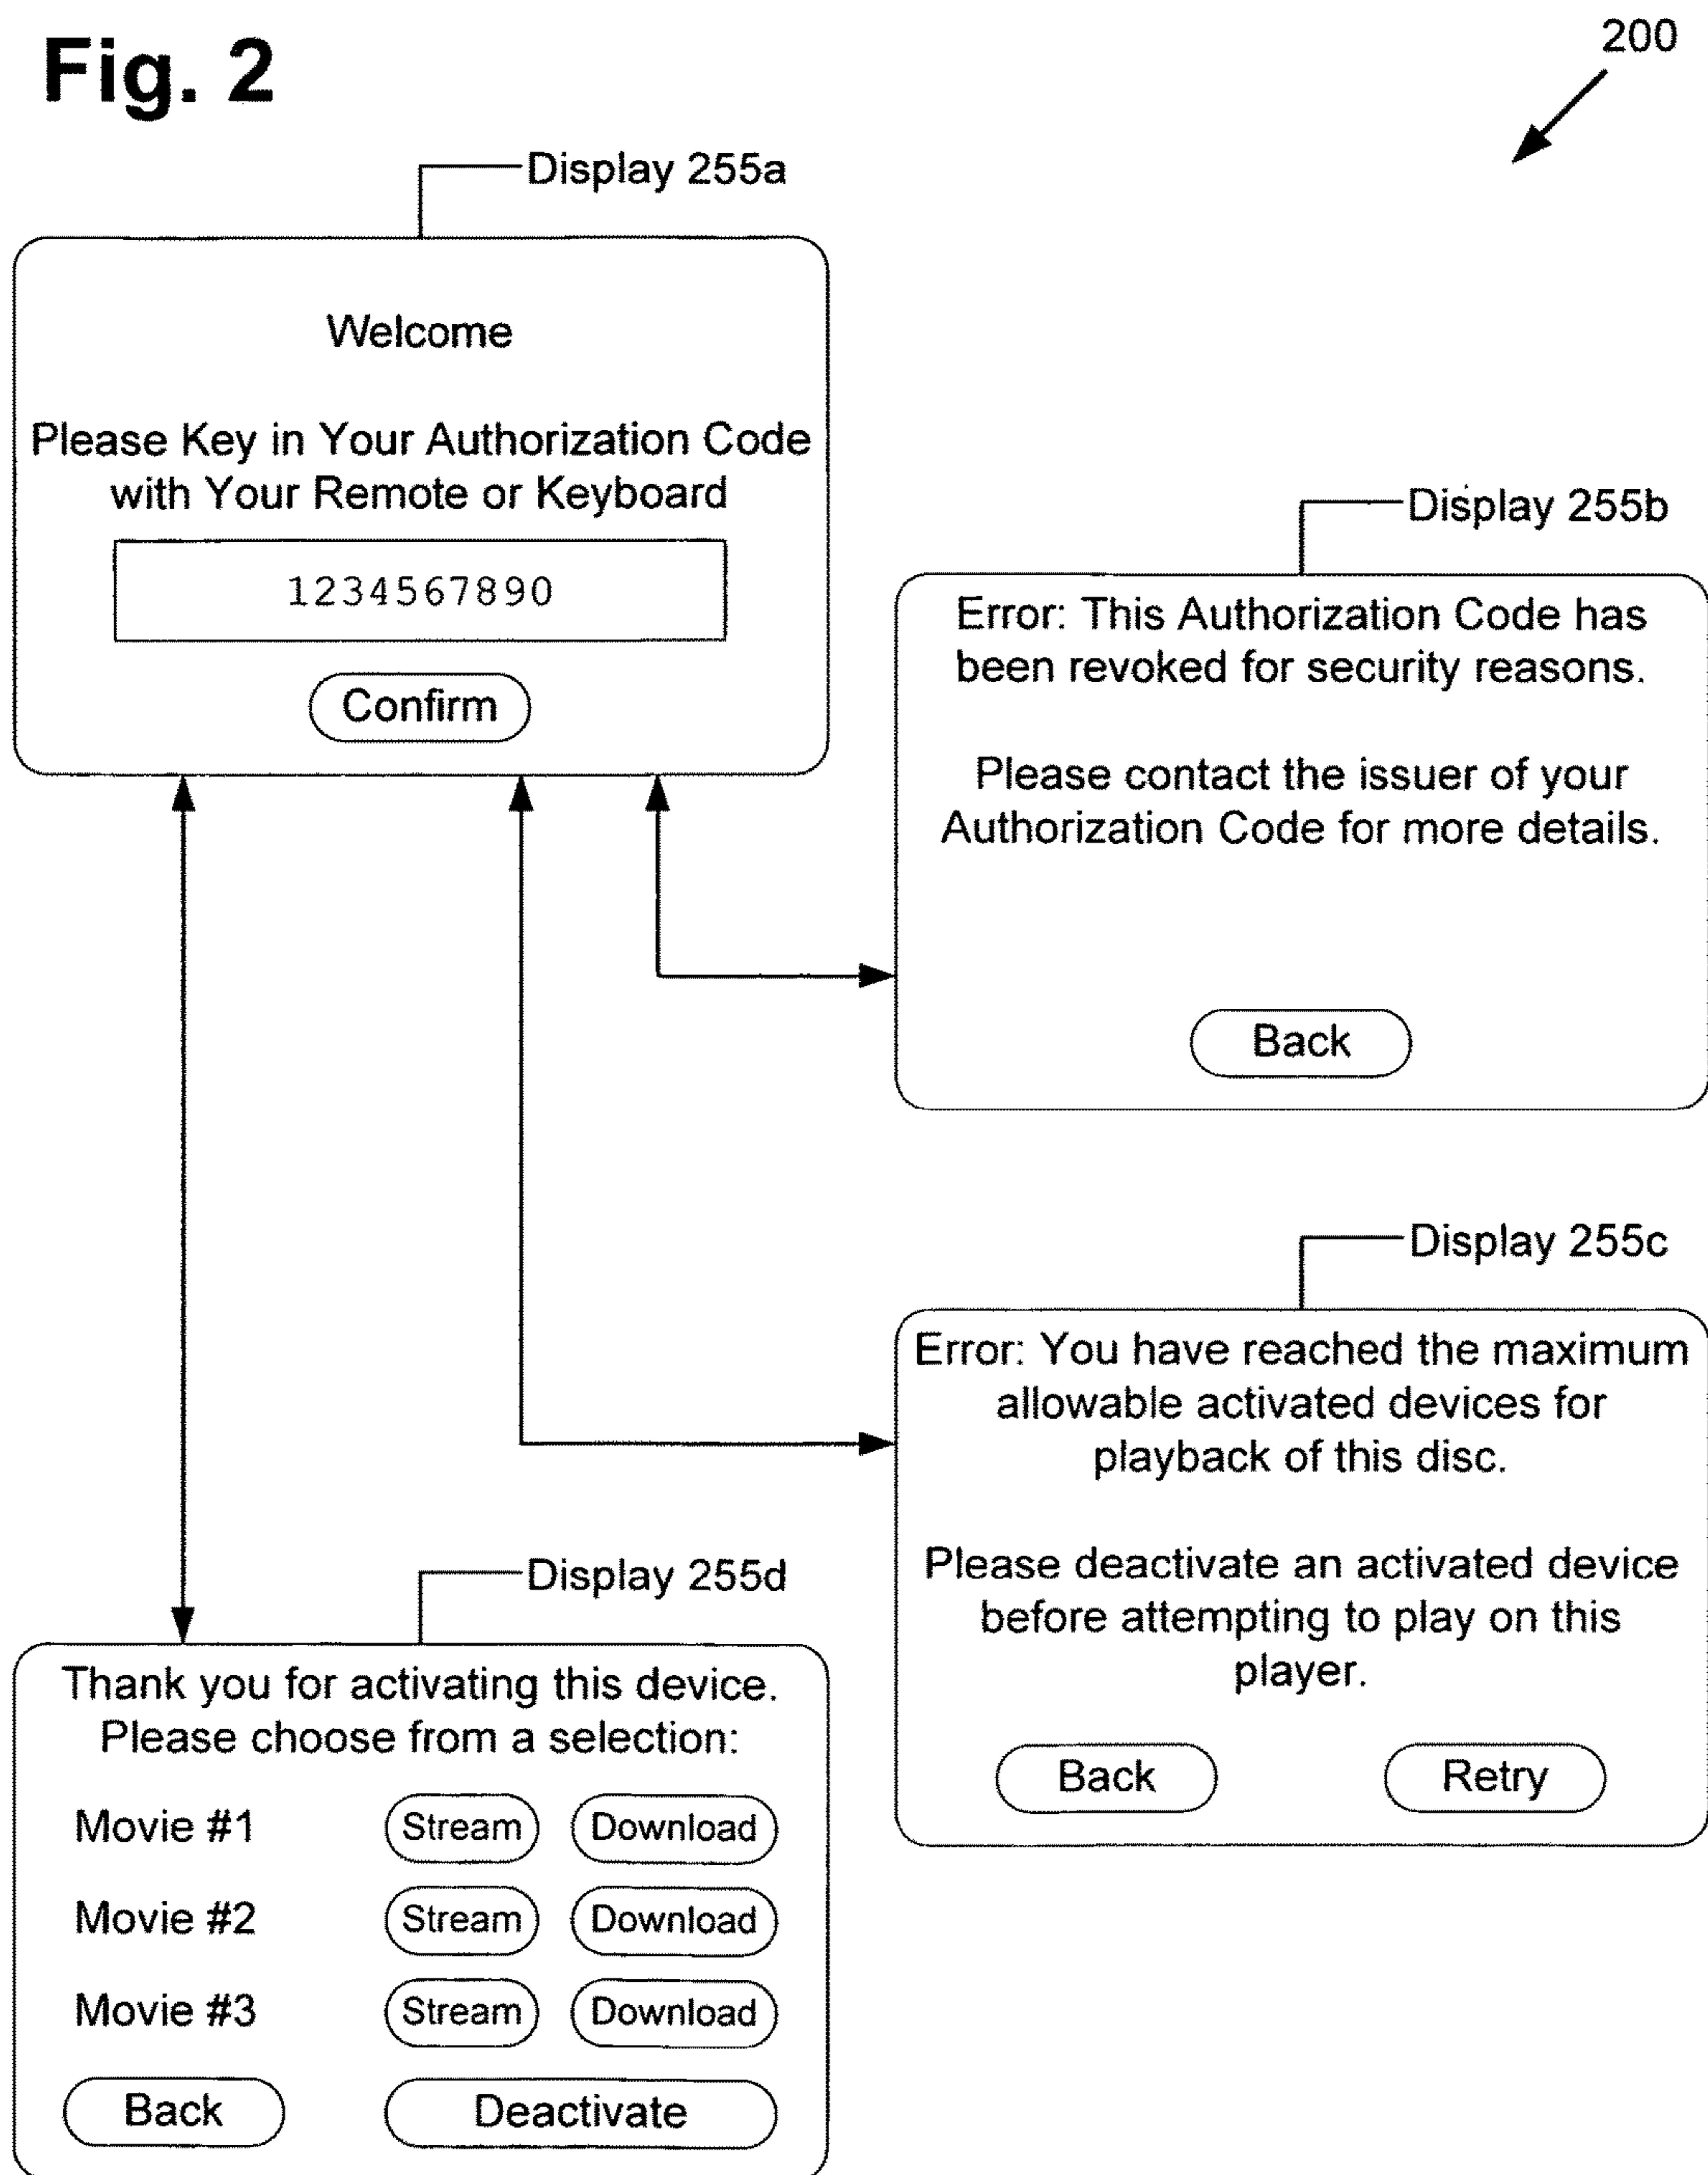 Fig. 2
200
Display 255a
Welcome
Please Key in Your Authorization Code
with Your Remote or Keyboard
1234567890
Confirm
Display 255b
Error: This Authorization Code has
been revoked for security reasons.
Please contact the issuer of your
Authorization Code for more details.
Back
Display 255c
Error: You have reached the maximum
allowable activated devices for
playback of this disc.
Please deactivate an activated device
before attempting to play on this
player.
Back Retry
Display 255d
Thank you for activating this device.
Please choose from a selection:
Movie #1 Stream Download
Movie #2 Stream Download
Movie #3 Stream Download
Back Deactivate